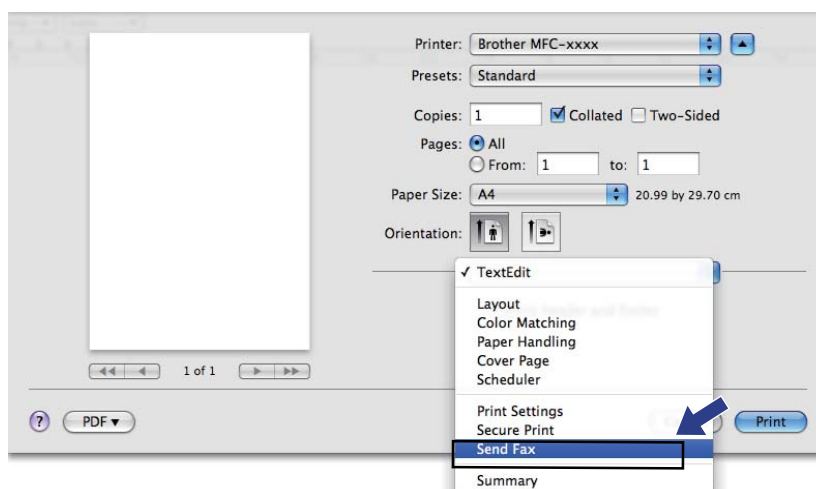 Printer: Brother MFC-xxxx
Presets: Standard
Copies: 1 Collated Two-Sided
Pages: All
From: 1 to: 1
Paper Size: A4 20.99 by 29.70 cm
Orientation:
✓ TextEdit
Layout
Color Matching
Paper Handling
Cover Page
Scheduler
1 of 1
? PDF▼
Print Settings
Secure Print
Send Fax
Summary
Print